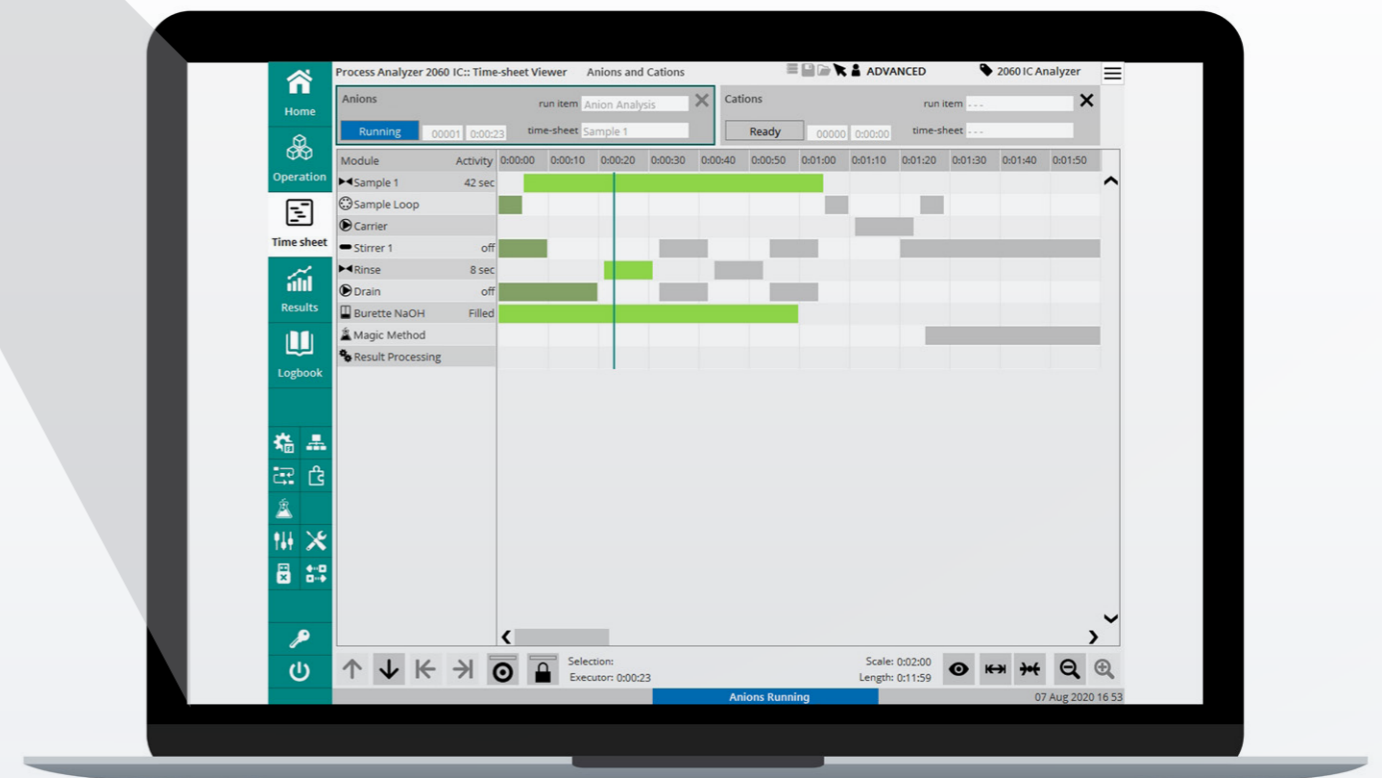 Process Analyzer 2060 IC:: Time-sheet Viewer Anions and Cations ADVANCED 2060 IC Analyzer
Home
Operation
Time sheet
Results
Logbook
Anions run item Anion Analysis
Running 00001 0:00:23 time-sheet Sample 1
Cations run item - - -
Ready 00000 0:00:00 time-sheet - - -
Module Activity 0:00:00 0:00:10 0:00:20 0:00:30 0:00:40 0:00:50 0:01:00 0:01:10 0:01:20 0:01:30 0:01:40 0:01:50
Sample 1 42 sec
Sample Loop
Carrier
Stirrer 1 off
Rinse 8 sec
Drain off
Burette NaOH Filled
Magic Method
Result Processing
Selection:
Executor: 0:00:23
Scale: 0:02:00
Length: 0:11:59
Anions Running
07 Aug 2020 16 53